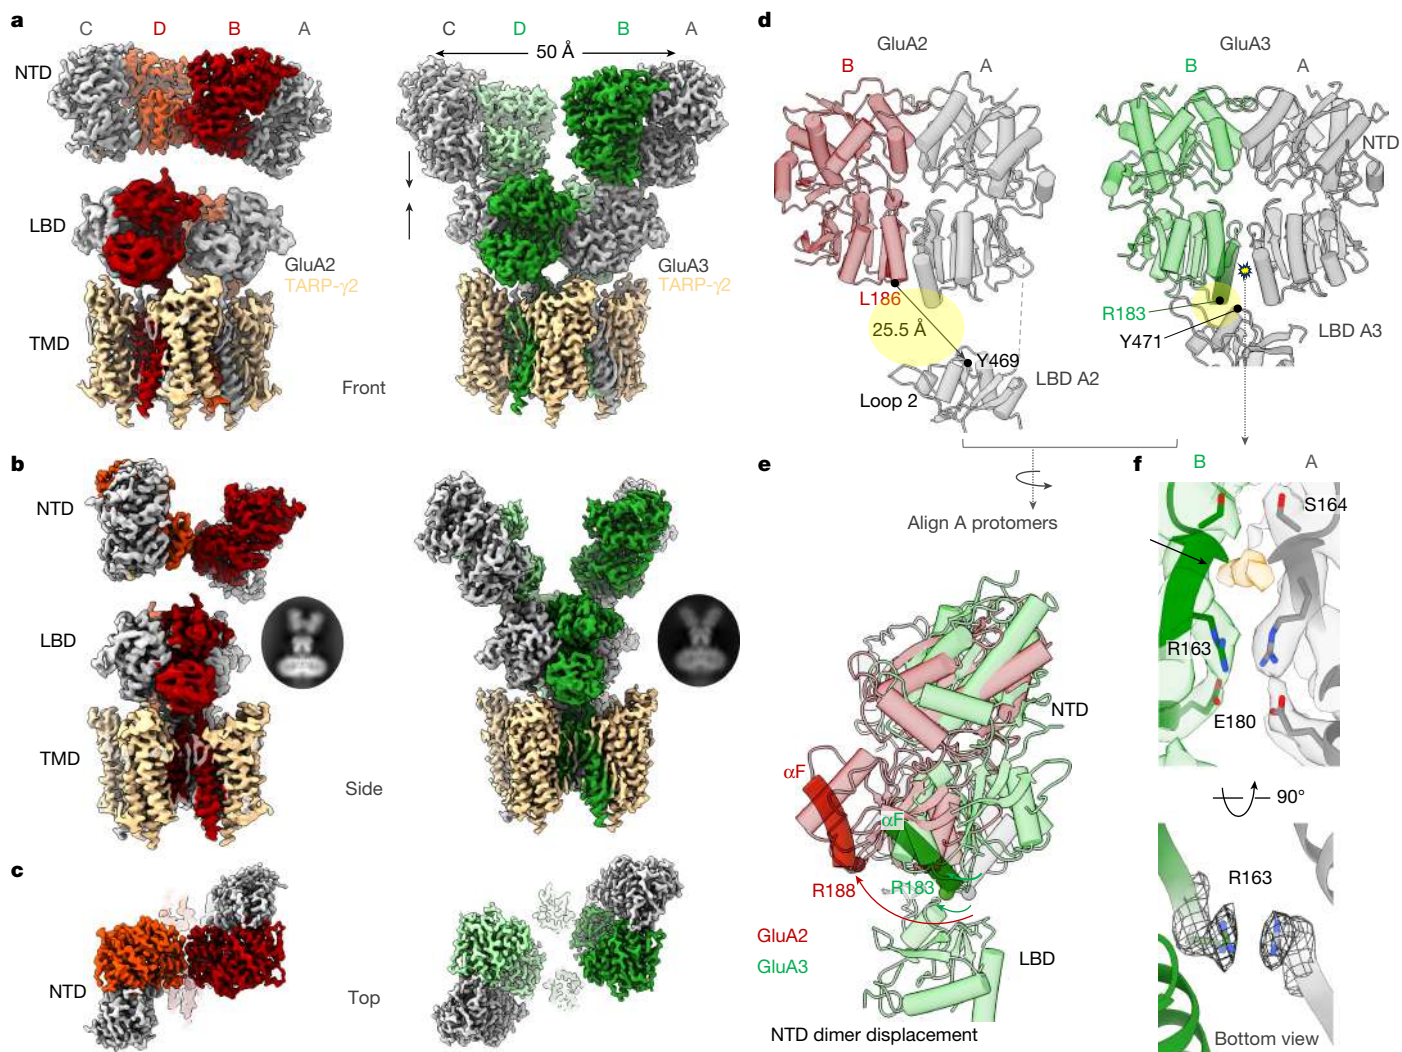 a
C D B A
NTD
LBD
GluA2
TARP-γ2
TMD
Front
C D B A
50 Å
GluA3
TARP-γ2
b
NTD
LBD
TMD
Side
c
NTD
Top
d
GluA2
B A
L186
25.5 Å
Y469
Loop 2
LBD A2
GluA3
B A
NTD
R183
Y471
LBD A3
e
Align A protomers
NTD
αF
αF
R188
R183
GluA2
GluA3
LBD
NTD dimer displacement
f
B A
S164
R163
E180
90°
R163
Bottom view